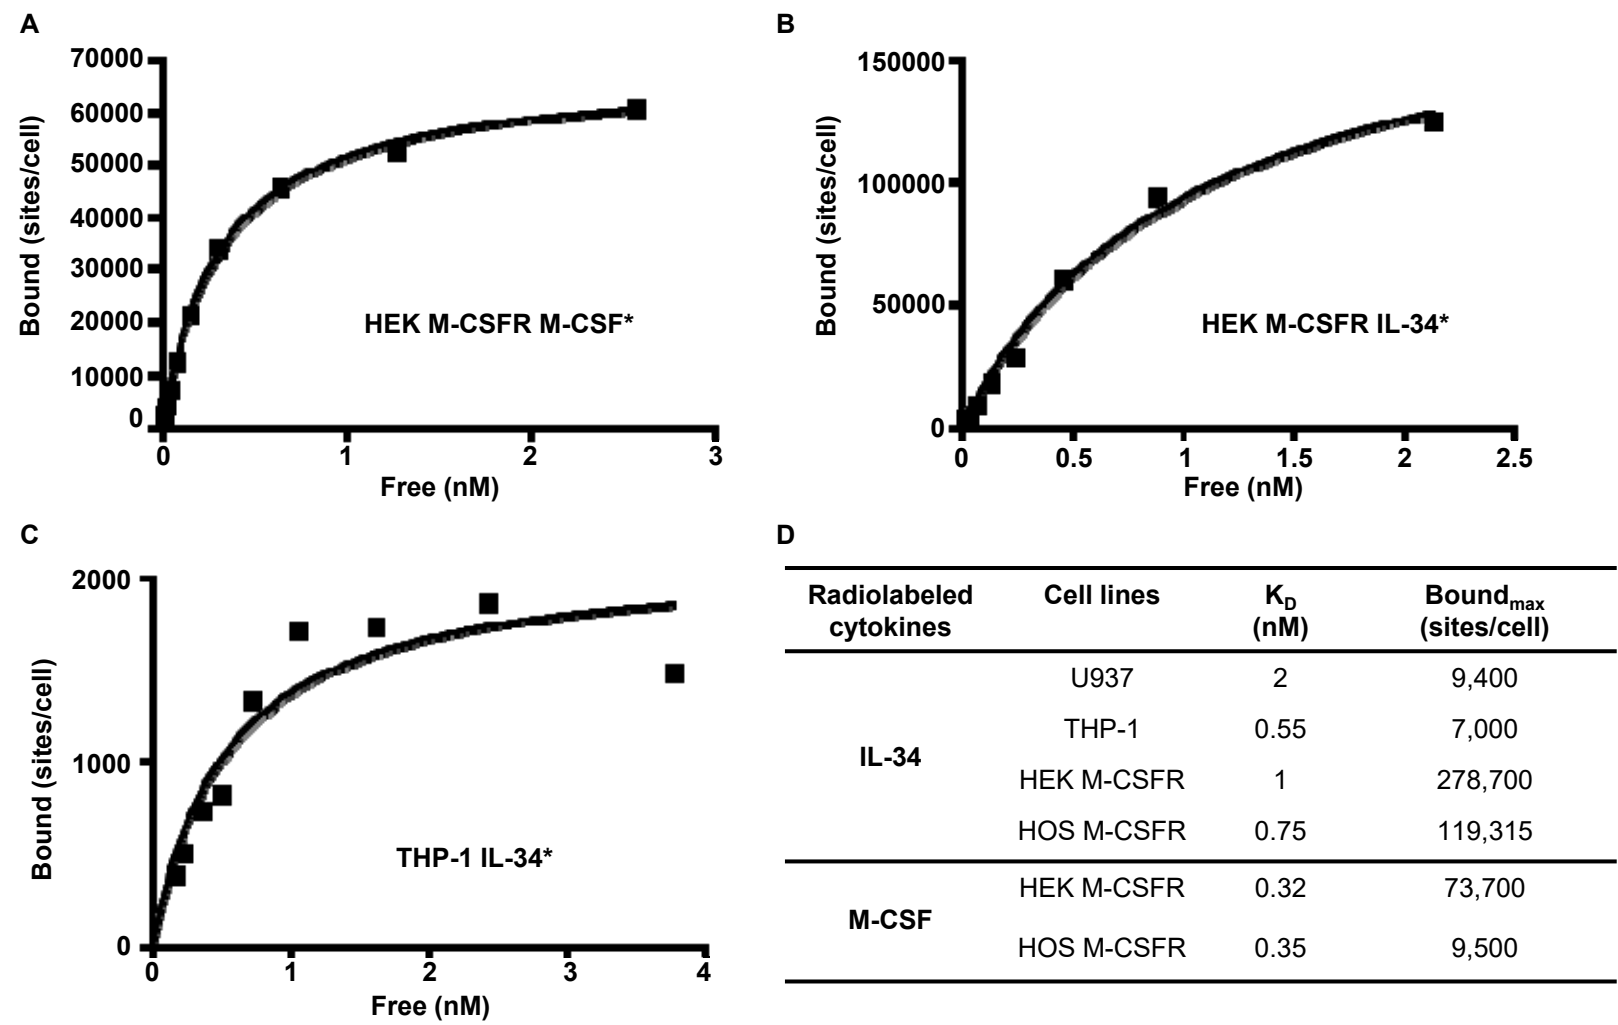 A
70000
60000
50000
40000
30000
20000
10000
0
Bound (sites/cell)
HEK M-CSFR M-CSF*
0 1 2 3
Free (nM)
B
150000
100000
50000
0
Bound (sites/cell)
HEK M-CSFR IL-34*
0 0.5 1 1.5 2 2.5
Free (nM)
C
2000
1000
0
Bound (sites/cell)
THP-1 IL-34*
0 1 2 3 4
Free (nM)
D
Radiolabeled cytokines Cell lines K_D (nM) Bound_max (sites/cell)
IL-34
U937 2 9,400
THP-1 0.55 7,000
HEK M-CSFR 1 278,700
HOS M-CSFR 0.75 119,315
M-CSF
HEK M-CSFR 0.32 73,700
HOS M-CSFR 0.35 9,500